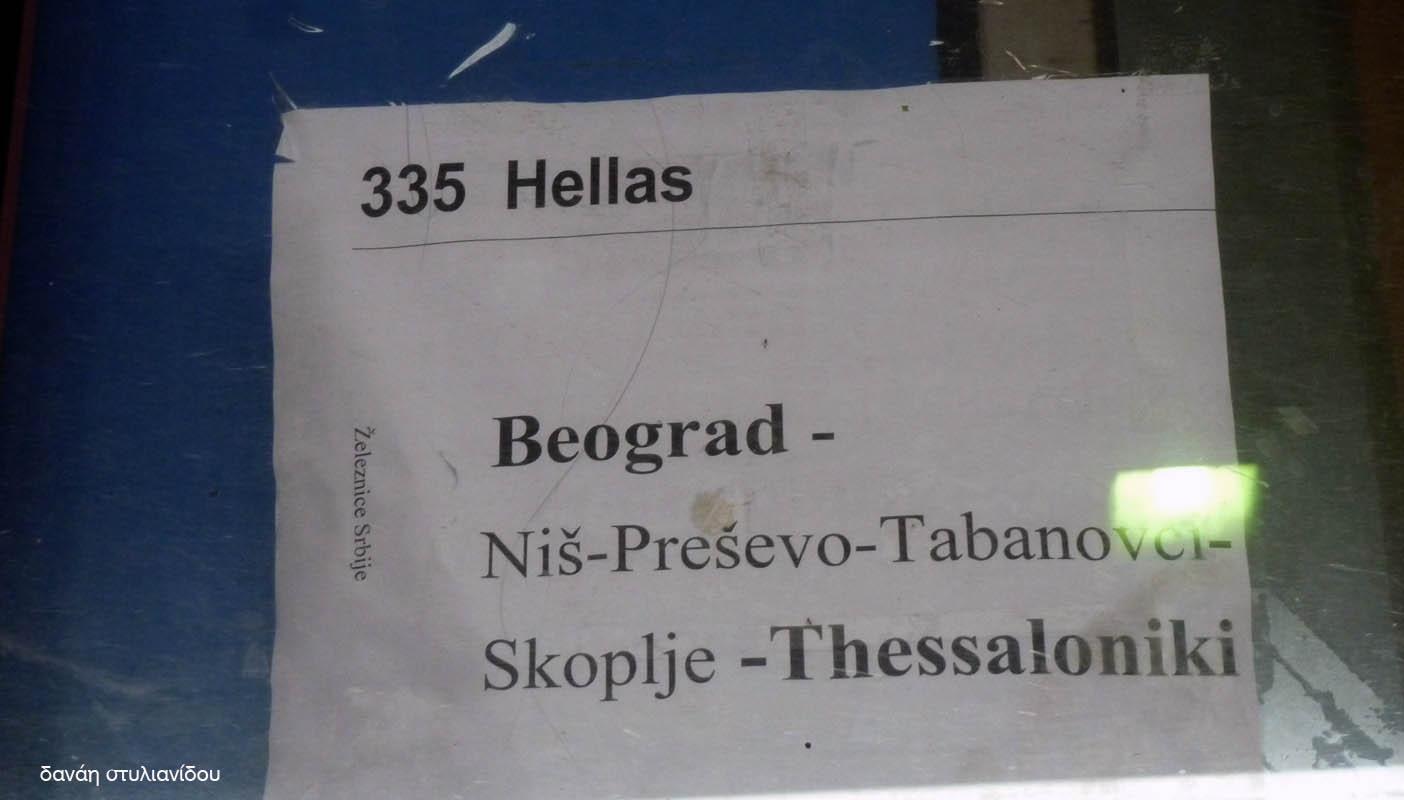 335 Hellas
Beograd -
Niš-Preševo-Tabanovci-
Skoplje -Thessaloniki
Železnice Srbije
δανάη στυλιανίδου